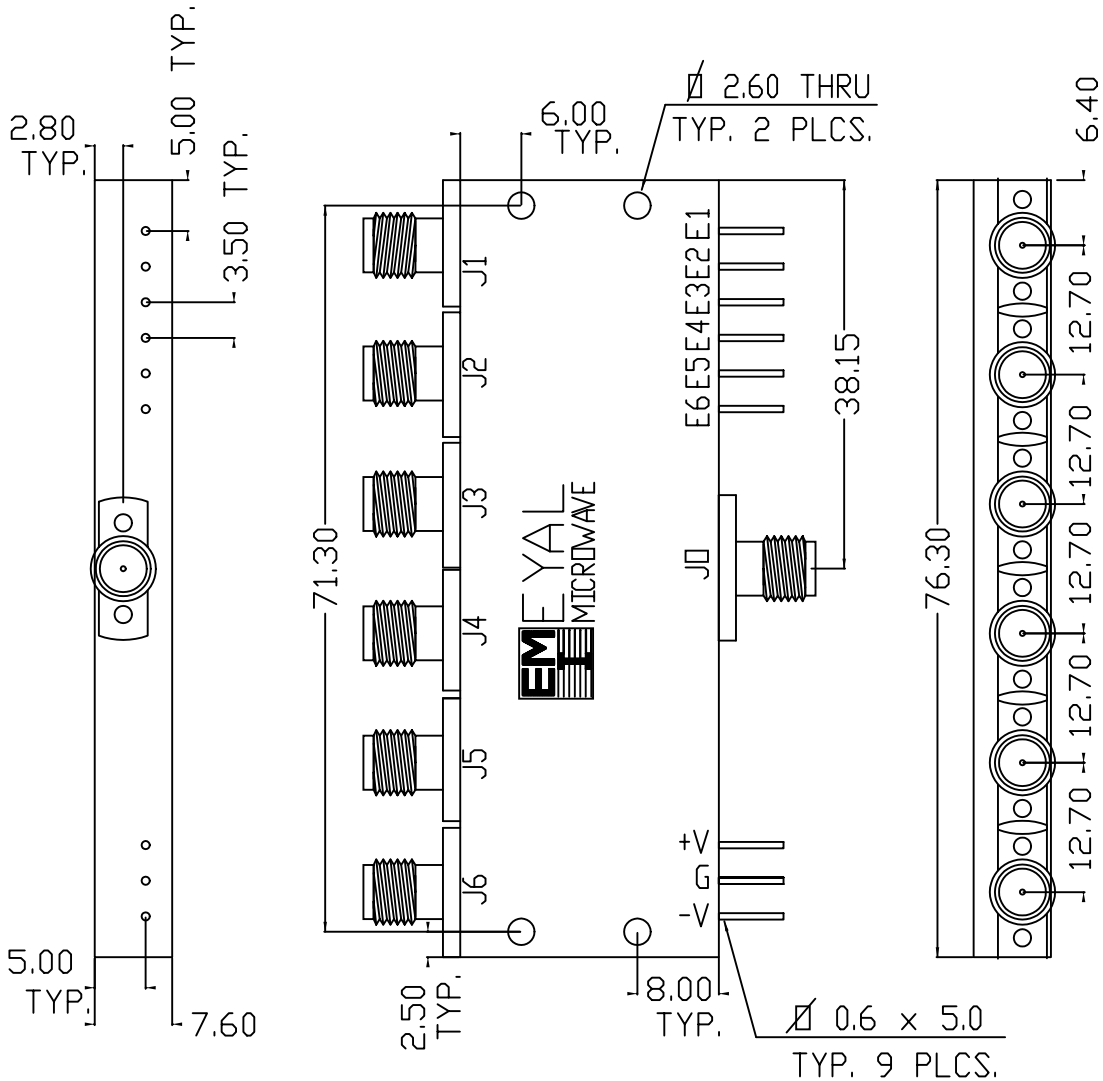 2.80
TYP.
5.00 TYP.
3.50 TYP.
5.00
TYP.
7.60
6.00
TYP.
2.60 THRU
TYP. 2 PLCS.
71.30
J1
J2
J3
J4
J5
J6
E1
E2
E3
E4
E5
E6
EM
EYAL
MICROWAVE
J0
+V
G
-V
38.15
2.50
TYP.
8.00
TYP.
0.6 x 5.0
TYP. 9 PLCS.
76.30
6.40
12.70
12.70
12.70
12.70
12.70